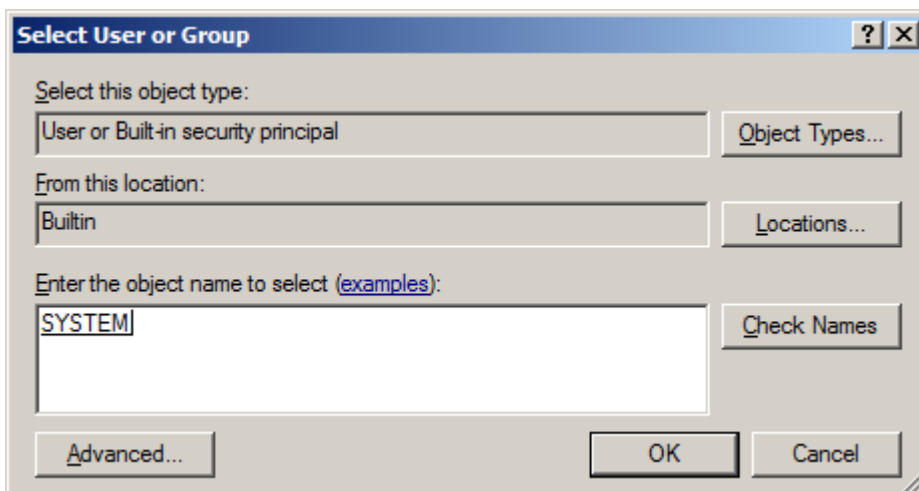 Select User or Group
Select this object type:
User or Built-in security principal
Object Types...
From this location:
Builtin
Locations...
Enter the object name to select (examples):
SYSTEM
Check Names
Advanced...
OK
Cancel